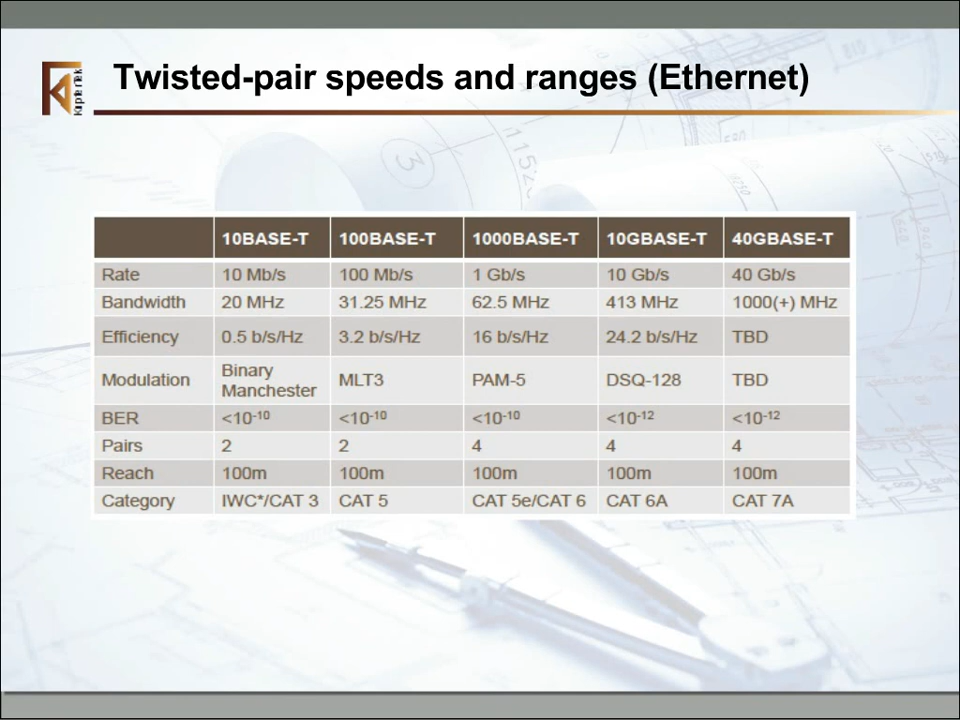 Twisted-pair speeds and ranges (Ethernet)
KapterTek
10BASE-T 100BASE-T 1000BASE-T 10GBASE-T 40GBASE-T
Rate 10 Mb/s 100 Mb/s 1 Gb/s 10 Gb/s 40 Gb/s
Bandwidth 20 MHz 31.25 MHz 62.5 MHz 413 MHz 1000(+) MHz
Efficiency 0.5 b/s/Hz 3.2 b/s/Hz 16 b/s/Hz 24.2 b/s/Hz TBD
Modulation Binary Manchester MLT3 PAM-5 DSQ-128 TBD
BER <10⁻¹⁰ <10⁻¹⁰ <10⁻¹⁰ <10⁻¹² <10⁻¹²
Pairs 2 2 4 4 4
Reach 100m 100m 100m 100m 100m
Category IWC*/CAT 3 CAT 5 CAT 5e/CAT 6 CAT 6A CAT 7A